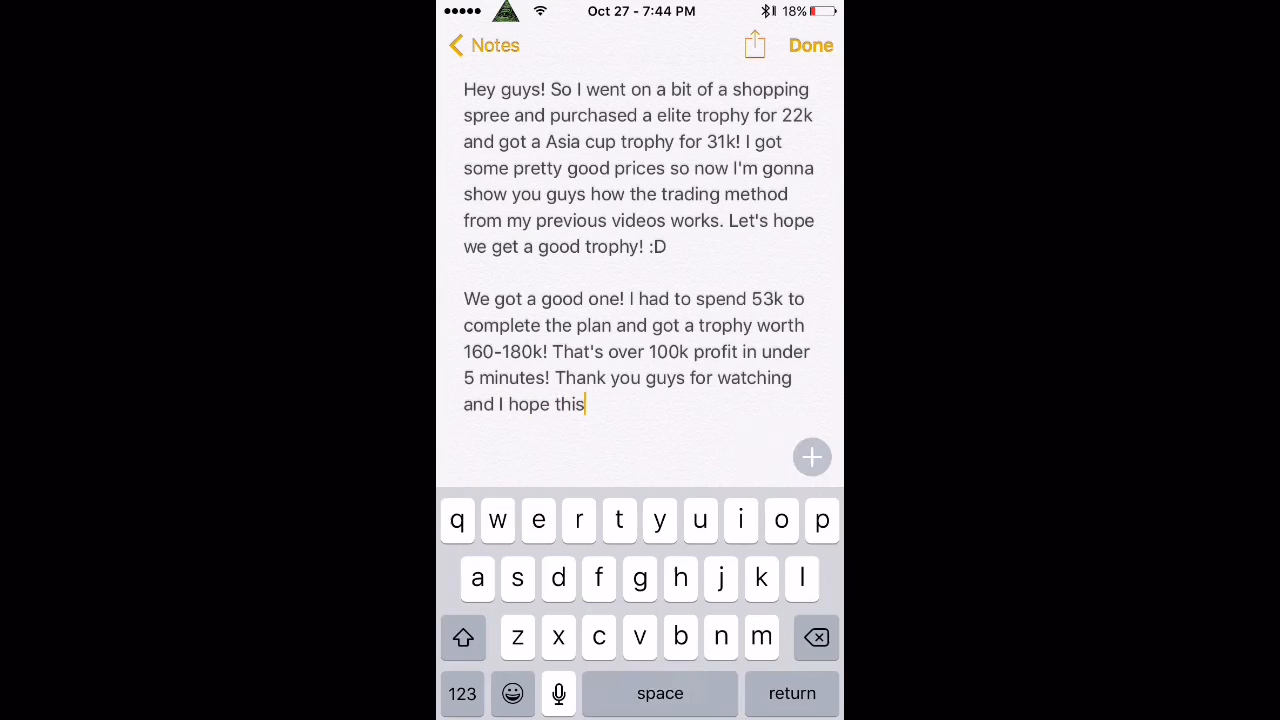 Oct 27 - 7:44 PM
18%
Notes
Done
Hey guys! So I went on a bit of a shopping
spree and purchased a elite trophy for 22k
and got a Asia cup trophy for 31k! I got
some pretty good prices so now I'm gonna
show you guys how the trading method
from my previous videos works. Let's hope
we get a good trophy! :D
We got a good one! I had to spend 53k to
complete the plan and got a trophy worth
160-180k! That's over 100k profit in under
5 minutes! Thank you guys for watching
and I hope this
q w e r t y u i o p
a s d f g h j k l
z x c v b n m
123 space return